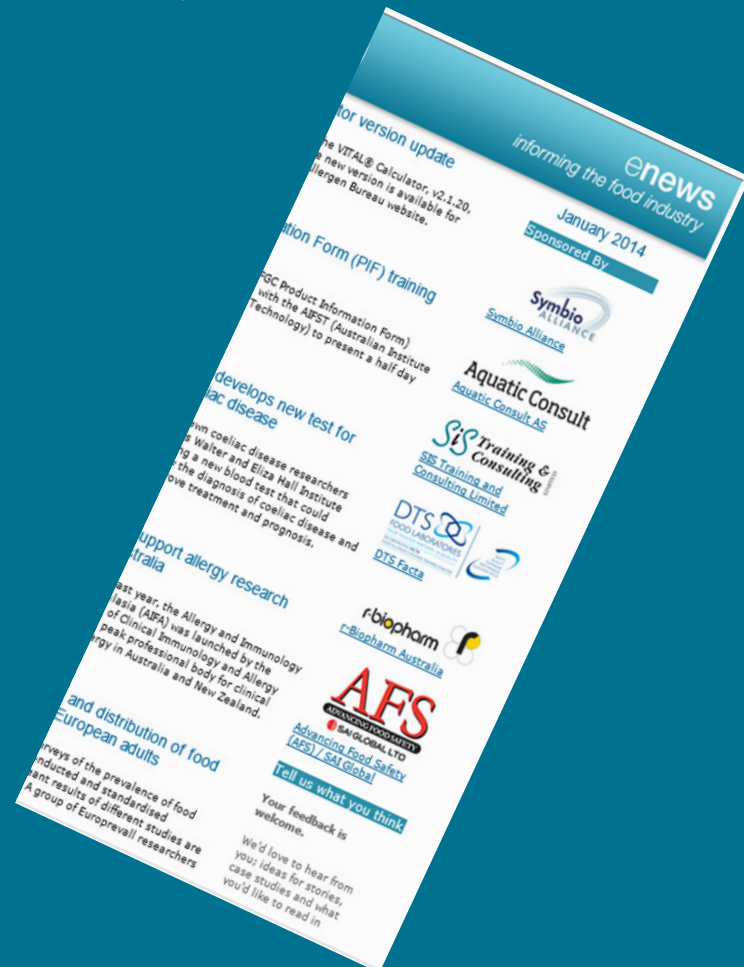 enews
informing the food industry
tor version update
he VITAL® Calculator, v2.1.20,
new version is available for
llergen Bureau website.
ation Form (PIF) training
FGC Product Information Form)
with the AIFST (Australian Institute
Technology) to present a half day
develops new test for
iac disease
wn coeliac disease researchers
s Walter and Eliza Hall Institute
ng a new blood test that could
the diagnosis of coeliac disease and
ove treatment and prognosis.
upport allergy research
tralia
ast year, the Allergy and Immunology
lasia (AIFA) was launched by the
of Clinical Immunology and Allergy
peak professional body for clinical
rgy in Australia and New Zealand.
and distribution of food
European adults
rveys of the prevalence of food
nducted and standardised
ant results of different studies are
A group of Europrevall researchers
January 2014
Sponsored By
Symbio
ALLIANCE
Symbio Alliance
Aquatic Consult
Aquatic Consult AS
SiS Training &
Consulting
SIS Training and
Consulting Limited
DTS
FOOD LABORATORIES
DTS Facta
r-biopharm
r-Biopharm Australia
AFS
ADVANCING FOOD SAFETY
SAI GLOBAL LTD
Advancing Food Safety
(AFS) / SAI Global
Tell us what you think
Your feedback is
welcome.
We'd love to hear from
you; ideas for stories,
case studies and what
you'd like to read in